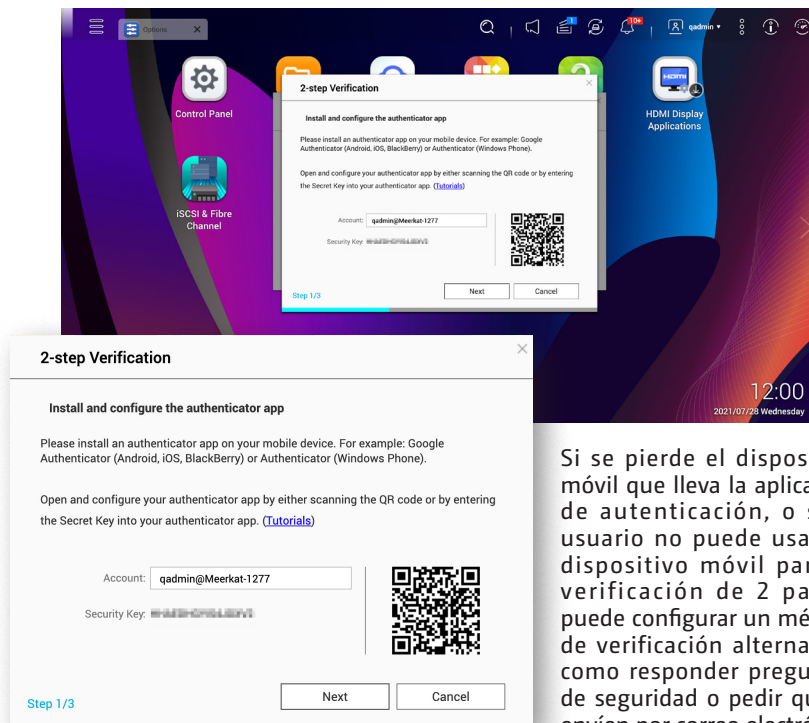 Options
10+
qadmin
Control Panel
HDMI
HDMI Display
Applications
iSCSI & Fibre
Channel
2-step Verification
Install and configure the authenticator app
Please install an authenticator app on your mobile device. For example: Google
Authenticator (Android, iOS, BlackBerry) or Authenticator (Windows Phone).
Open and configure your authenticator app by either scanning the QR code or by entering
the Secret Key into your authenticator app. (Tutorials)
Account: qadmin@Meerkat-1277
Security Key:
Step 1/3
Next
Cancel
12:00
2021/07/28 Wednesday
2-step Verification
Install and configure the authenticator app
Please install an authenticator app on your mobile device. For example: Google
Authenticator (Android, iOS, BlackBerry) or Authenticator (Windows Phone).
Open and configure your authenticator app by either scanning the QR code or by entering
the Secret Key into your authenticator app. (Tutorials)
Account: qadmin@Meerkat-1277
Security Key:
Step 1/3
Next
Cancel
Si se pierde el dispos
móvil que lleva la aplica
de autenticación, o s
usuario no puede usa
dispositivo móvil par
verificación de 2 pa
puede configurar un mé
de verificación alterna
como responder pregu
de seguridad o pedir qu